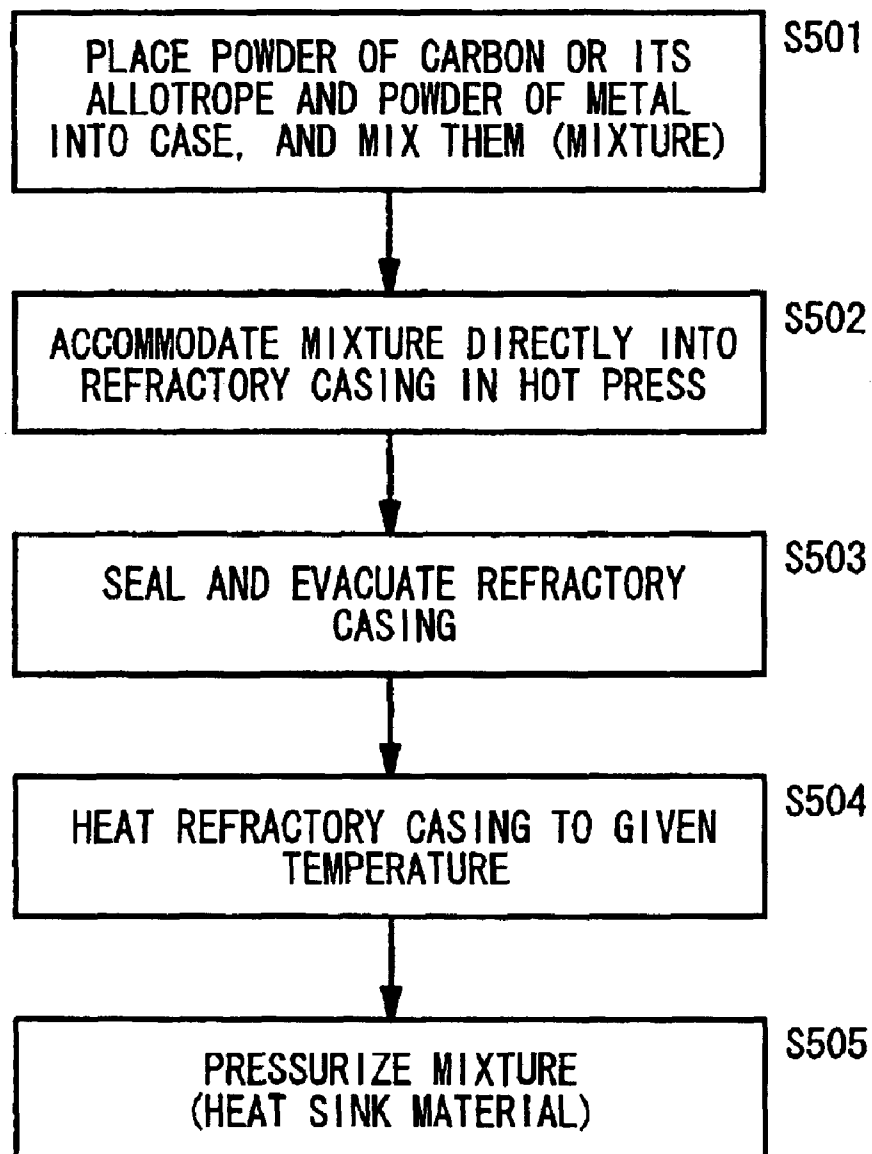 S501
PLACE POWDER OF CARBON OR ITS
ALLOTROPE AND POWDER OF METAL
INTO CASE, AND MIX THEM (MIXTURE)
S502
ACCOMMODATE MIXTURE DIRECTLY INTO
REFRACTORY CASING IN HOT PRESS
S503
SEAL AND EVACUATE REFRACTORY
CASING
S504
HEAT REFRACTORY CASING TO GIVEN
TEMPERATURE
S505
PRESSURIZE MIXTURE
(HEAT SINK MATERIAL)